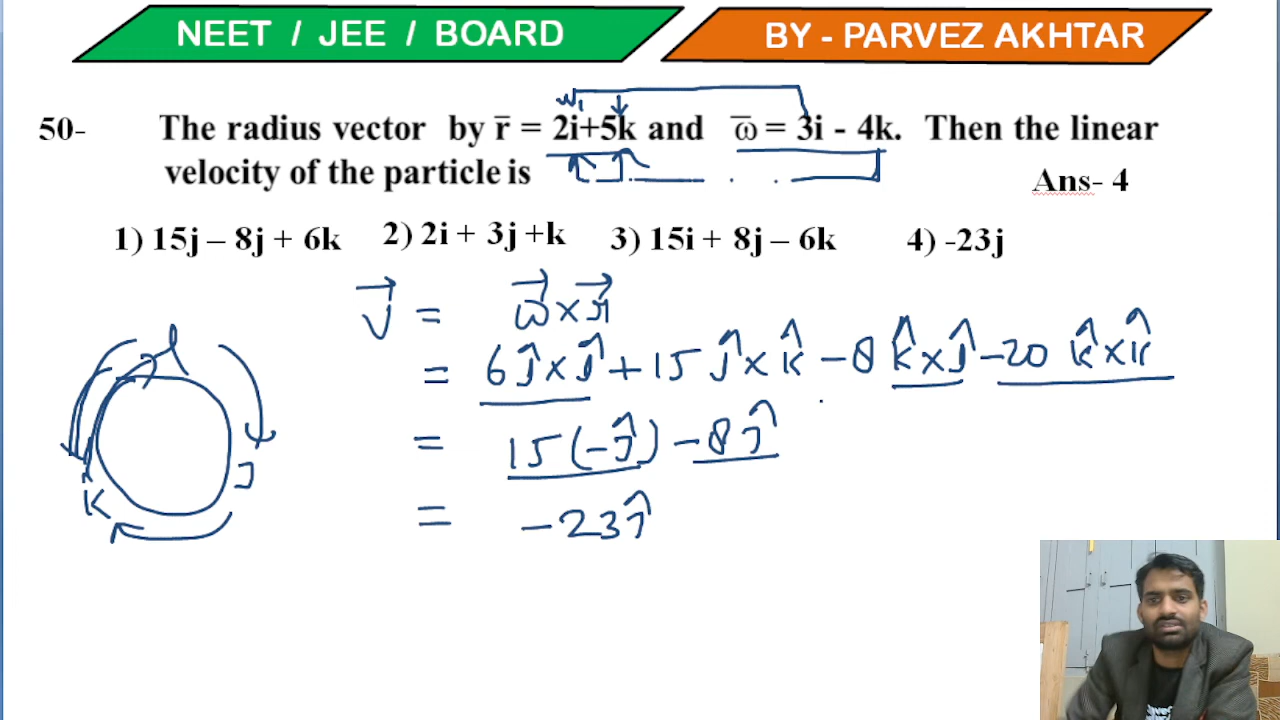 NEET / JEE / BOARD
BY - PARVEZ AKHTAR
50- The radius vector by r̅ = 2i+5k and ω̅ = 3i - 4k. Then the linear
velocity of the particle is
Ans- 4
1) 15j – 8j + 6k 2) 2i + 3j +k 3) 15i + 8j – 6k 4) -23j
V⃗ = ω⃗ × r⃗
= 6 ĵ × ĵ + 15 ĵ × k̂ – 8 k̂ × ĵ – 20 k̂ × k̂
= 15 (– ĵ) – 8 ĵ
= – 23 ĵ
J
K